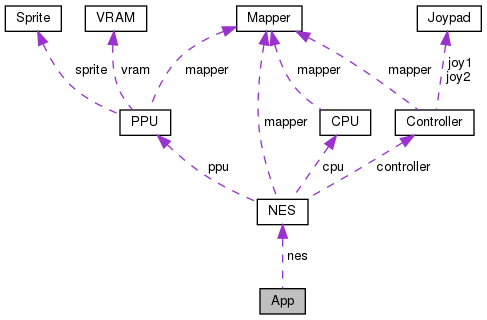 Sprite
VRAM
Mapper
Joypad
sprite
vram
mapper
mapper
mapper
joy1
joy2
PPU
mapper
CPU
Controller
ppu
cpu
controller
NES
nes
App